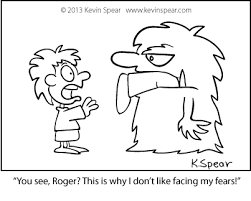 © 2013 Kevin Spear www.kevinspear.com
KSpear
"You see, Roger? This is why I don't like facing my fears!"